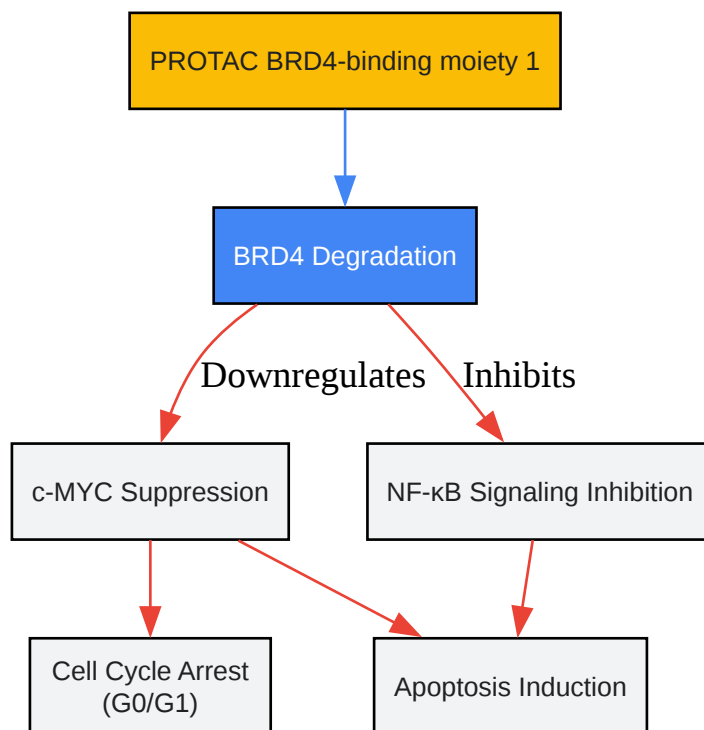 PROTAC BRD4-binding moiety 1
BRD4 Degradation
Downregulates
Inhibits
c-MYC Suppression
NF-κB Signaling Inhibition
Cell Cycle Arrest
(G0/G1)
Apoptosis Induction